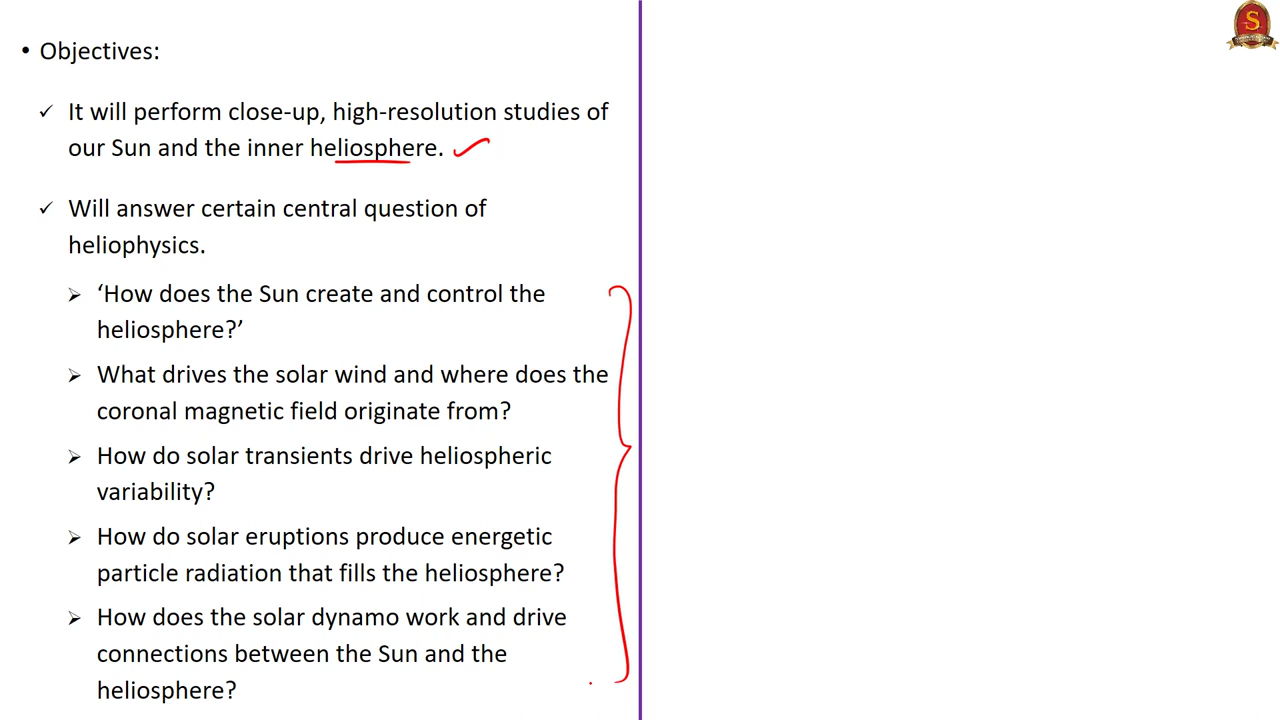 • Objectives:
✓ It will perform close-up, high-resolution studies of
our Sun and the inner heliosphere.
✓ Will answer certain central question of
heliophysics.
➢ ‘How does the Sun create and control the
heliosphere?’
➢ What drives the solar wind and where does the
coronal magnetic field originate from?
➢ How do solar transients drive heliospheric
variability?
➢ How do solar eruptions produce energetic
particle radiation that fills the heliosphere?
➢ How does the solar dynamo work and drive
connections between the Sun and the
heliosphere?
S